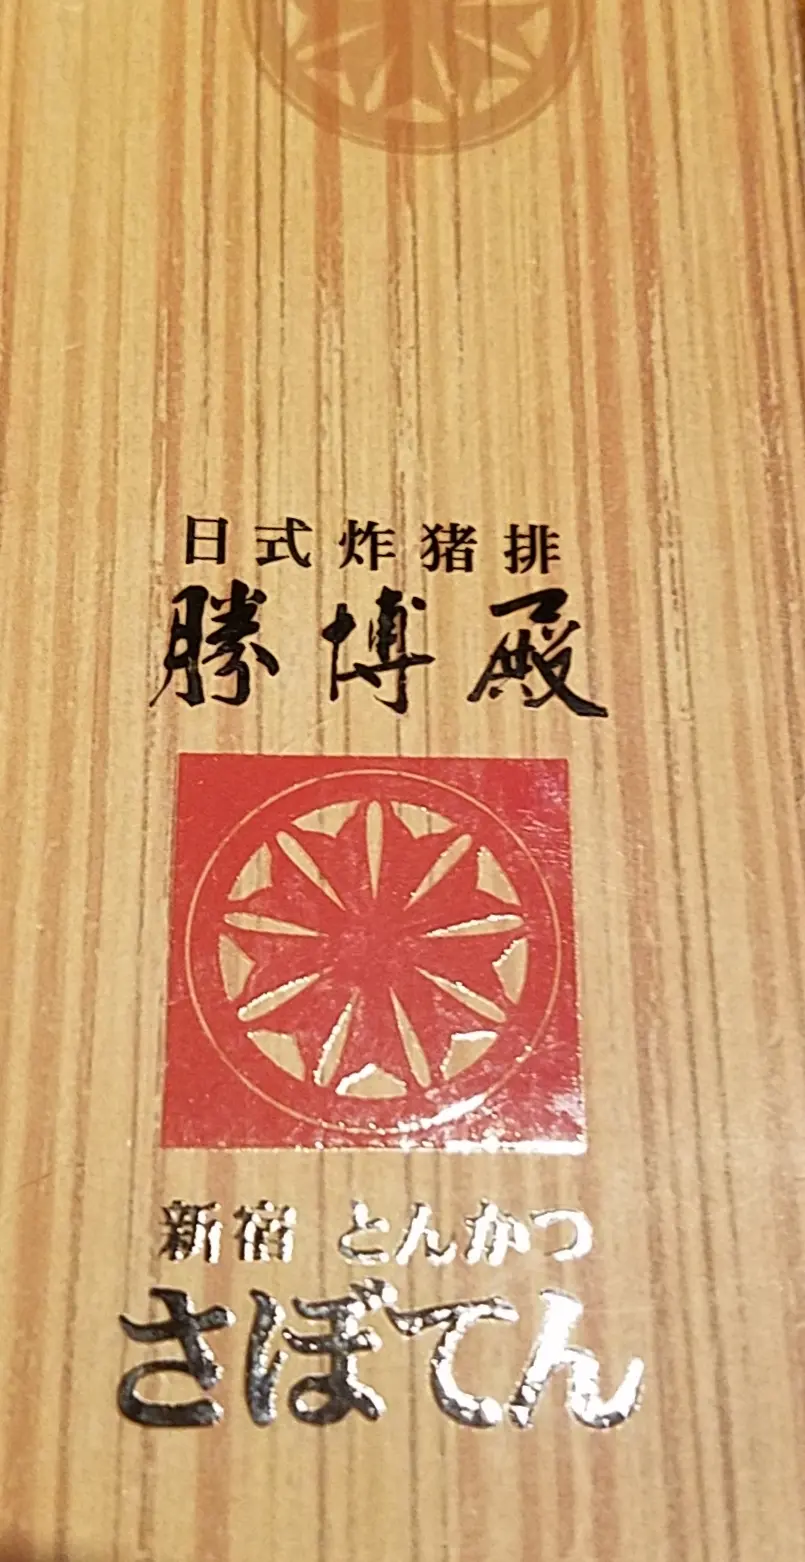 日式炸猪排
勝博殿
新宿 とんかつ
さぼてん